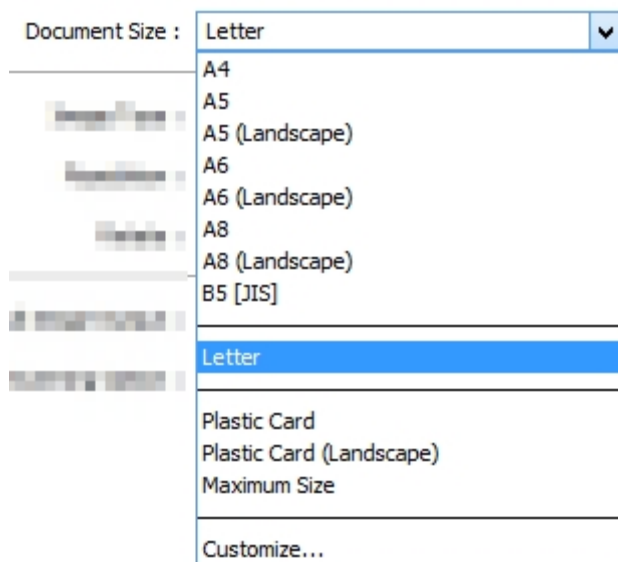 Document Size : Letter
A4
A5
A5 (Landscape)
A6
A6 (Landscape)
A8
A8 (Landscape)
B5 [JIS]
Letter
Plastic Card
Plastic Card (Landscape)
Maximum Size
Customize...